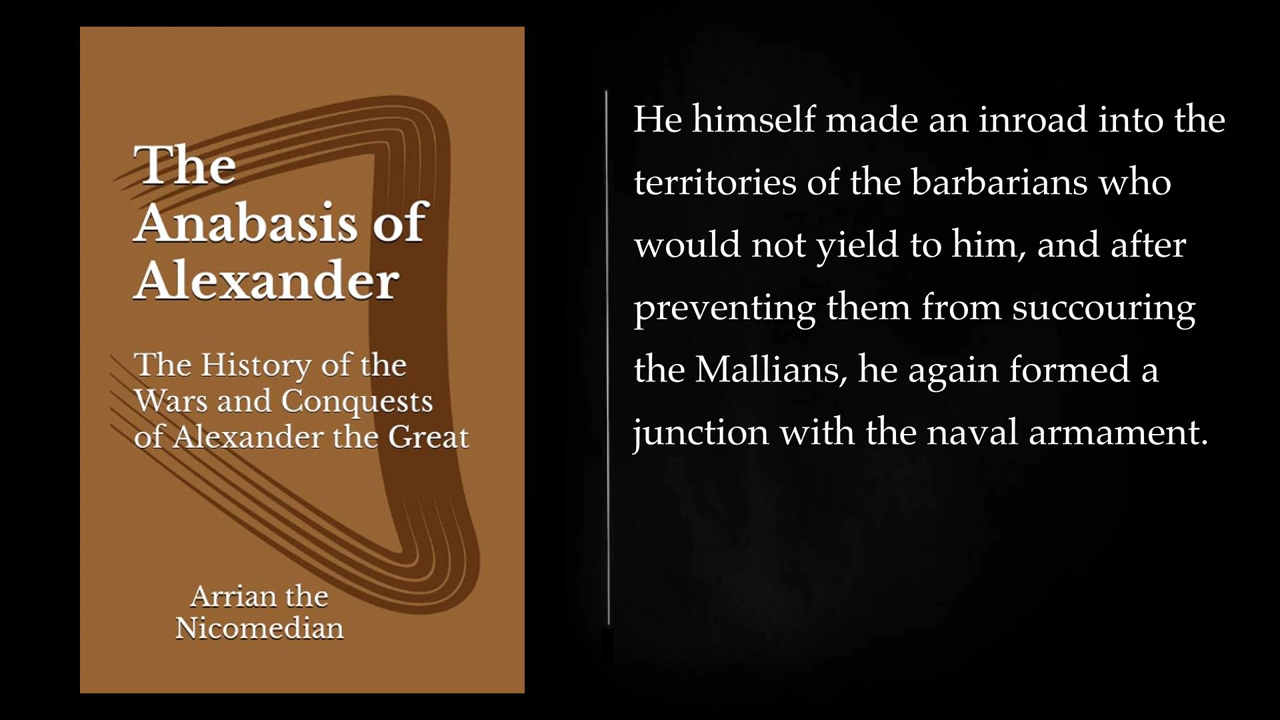 The
Anabasis of
Alexander
The History of the
Wars and Conquests
of Alexander the Great
Arrian the
Nicomedian
He himself made an inroad into the
territories of the barbarians who
would not yield to him, and after
preventing them from succouring
the Mallians, he again formed a
junction with the naval armament.